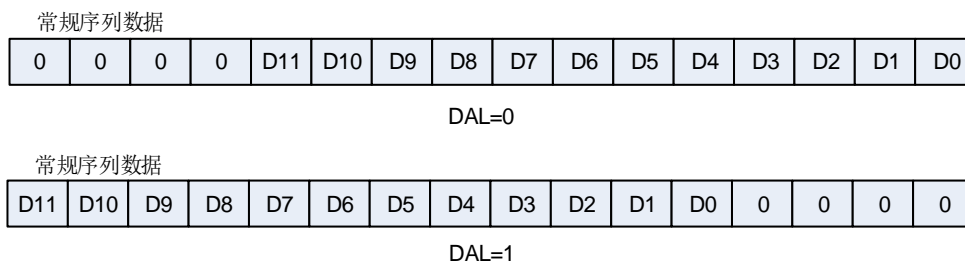 常规序列数据
0 0 0 0 D11 D10 D9 D8 D7 D6 D5 D4 D3 D2 D1 D0
DAL=0
常规序列数据
D11 D10 D9 D8 D7 D6 D5 D4 D3 D2 D1 D0 0 0 0 0
DAL=1